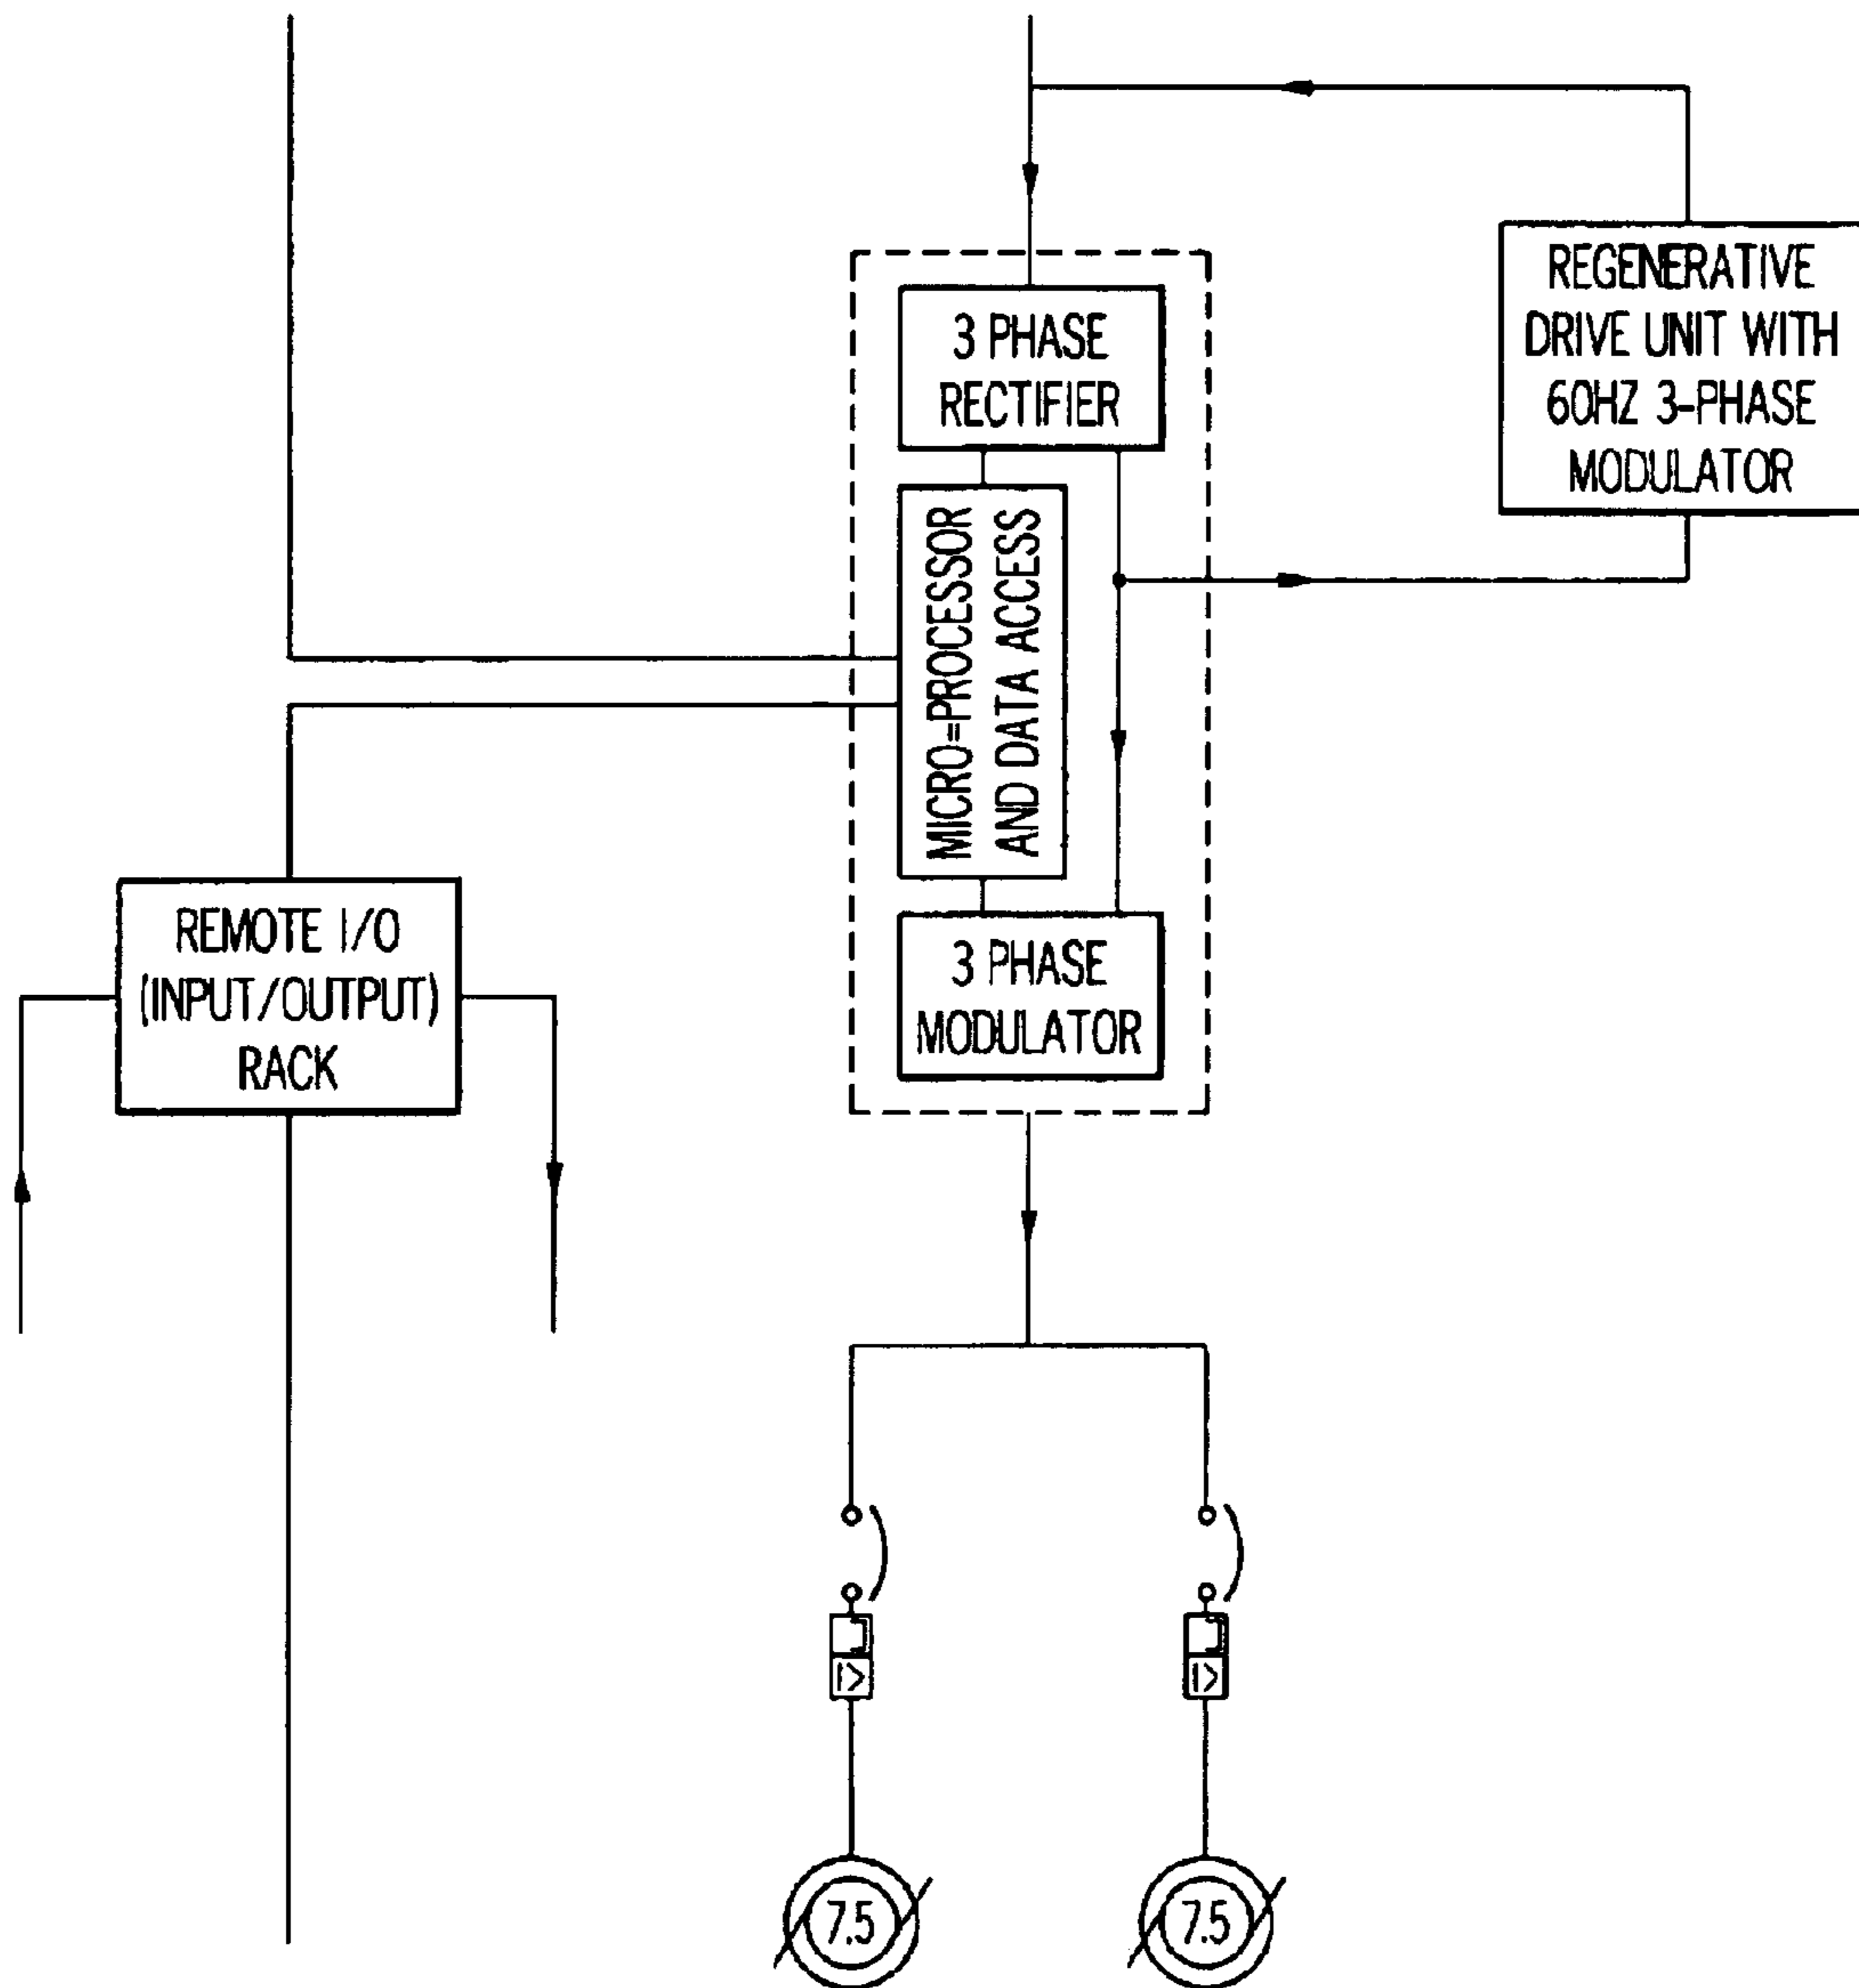 3 PHASE
RECTIFIER
REGENERATIVE
DRIVE UNIT WITH
60HZ 3-PHASE
MODULATOR
MICRO=PROCESSOR
AND DATA ACCESS
REMOTE I/O
(INPUT/OUTPUT)
RACK
3 PHASE
MODULATOR
I>
I>
7.5
7.5